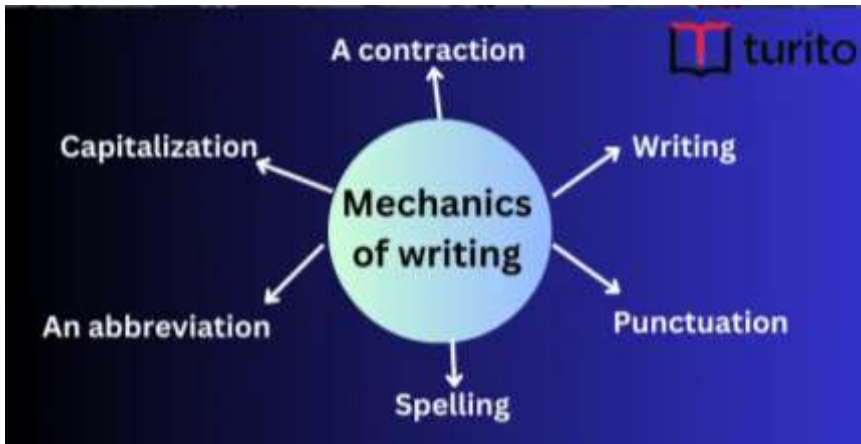 A contraction
turito
Capitalization
Writing
Mechanics
of writing
An abbreviation
Punctuation
Spelling